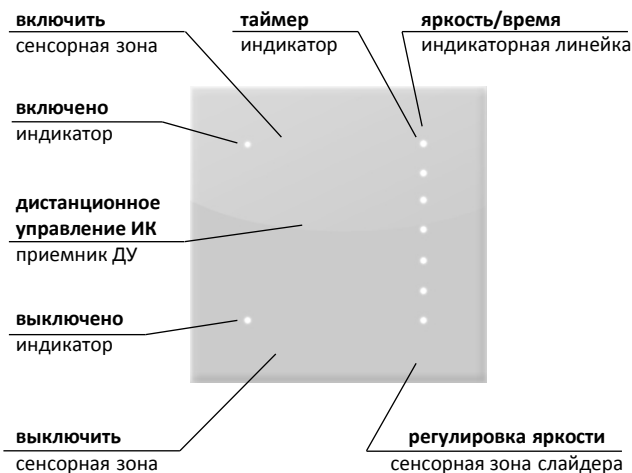 включить
сенсорная зона
таймер
индикатор
яркость/время
индикаторная линейка
включено
индикатор
дистанционное
управление ИК
приемник ДУ
выключено
индикатор
выключить
сенсорная зона
регулировка яркости
сенсорная зона слайдера